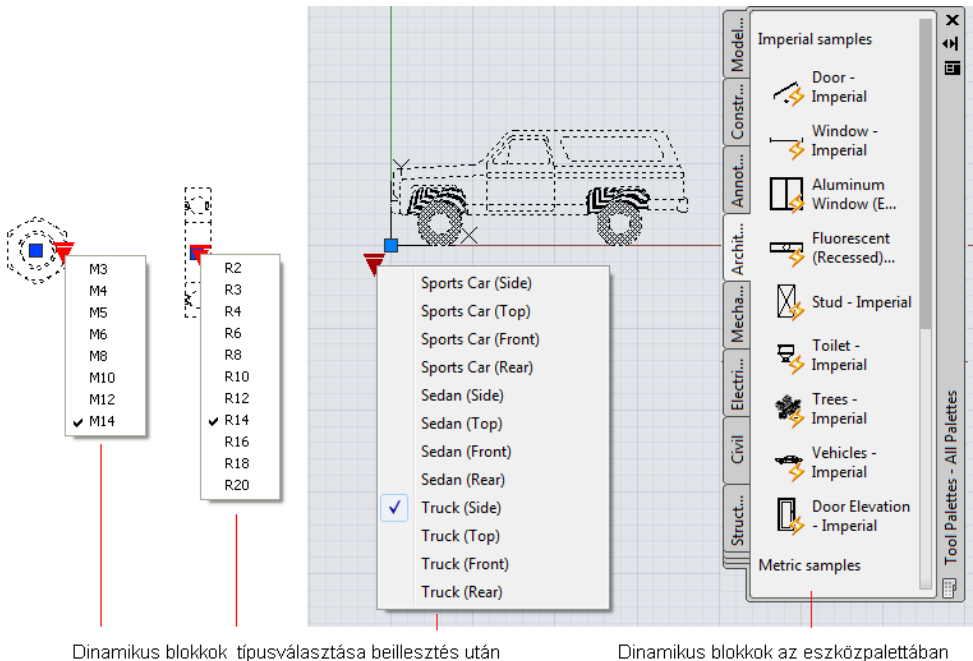 M3
M4
M5
M6
M8
M10
M12
M14
R2
R3
R4
R6
R8
R10
R12
R14
R16
R18
R20
Sports Car (Side)
Sports Car (Top)
Sports Car (Front)
Sports Car (Rear)
Sedan (Side)
Sedan (Top)
Sedan (Front)
Sedan (Rear)
Truck (Side)
Truck (Top)
Truck (Front)
Truck (Rear)
Model...
Constr...
Annot...
Archit...
Mecha...
Electri...
Civil
Struct...
Imperial samples
Door -
Imperial
Window -
Imperial
Aluminum
Window (E...
Fluorescent
(Recessed)...
Stud - Imperial
Toilet -
Imperial
Trees -
Imperial
Vehicles -
Imperial
Door Elevation
- Imperial
Metric samples
Tool Palettes - All Palettes
Dinamikus blokkok típusválasztása beillesztés után
Dinamikus blokkok az eszközpalettában